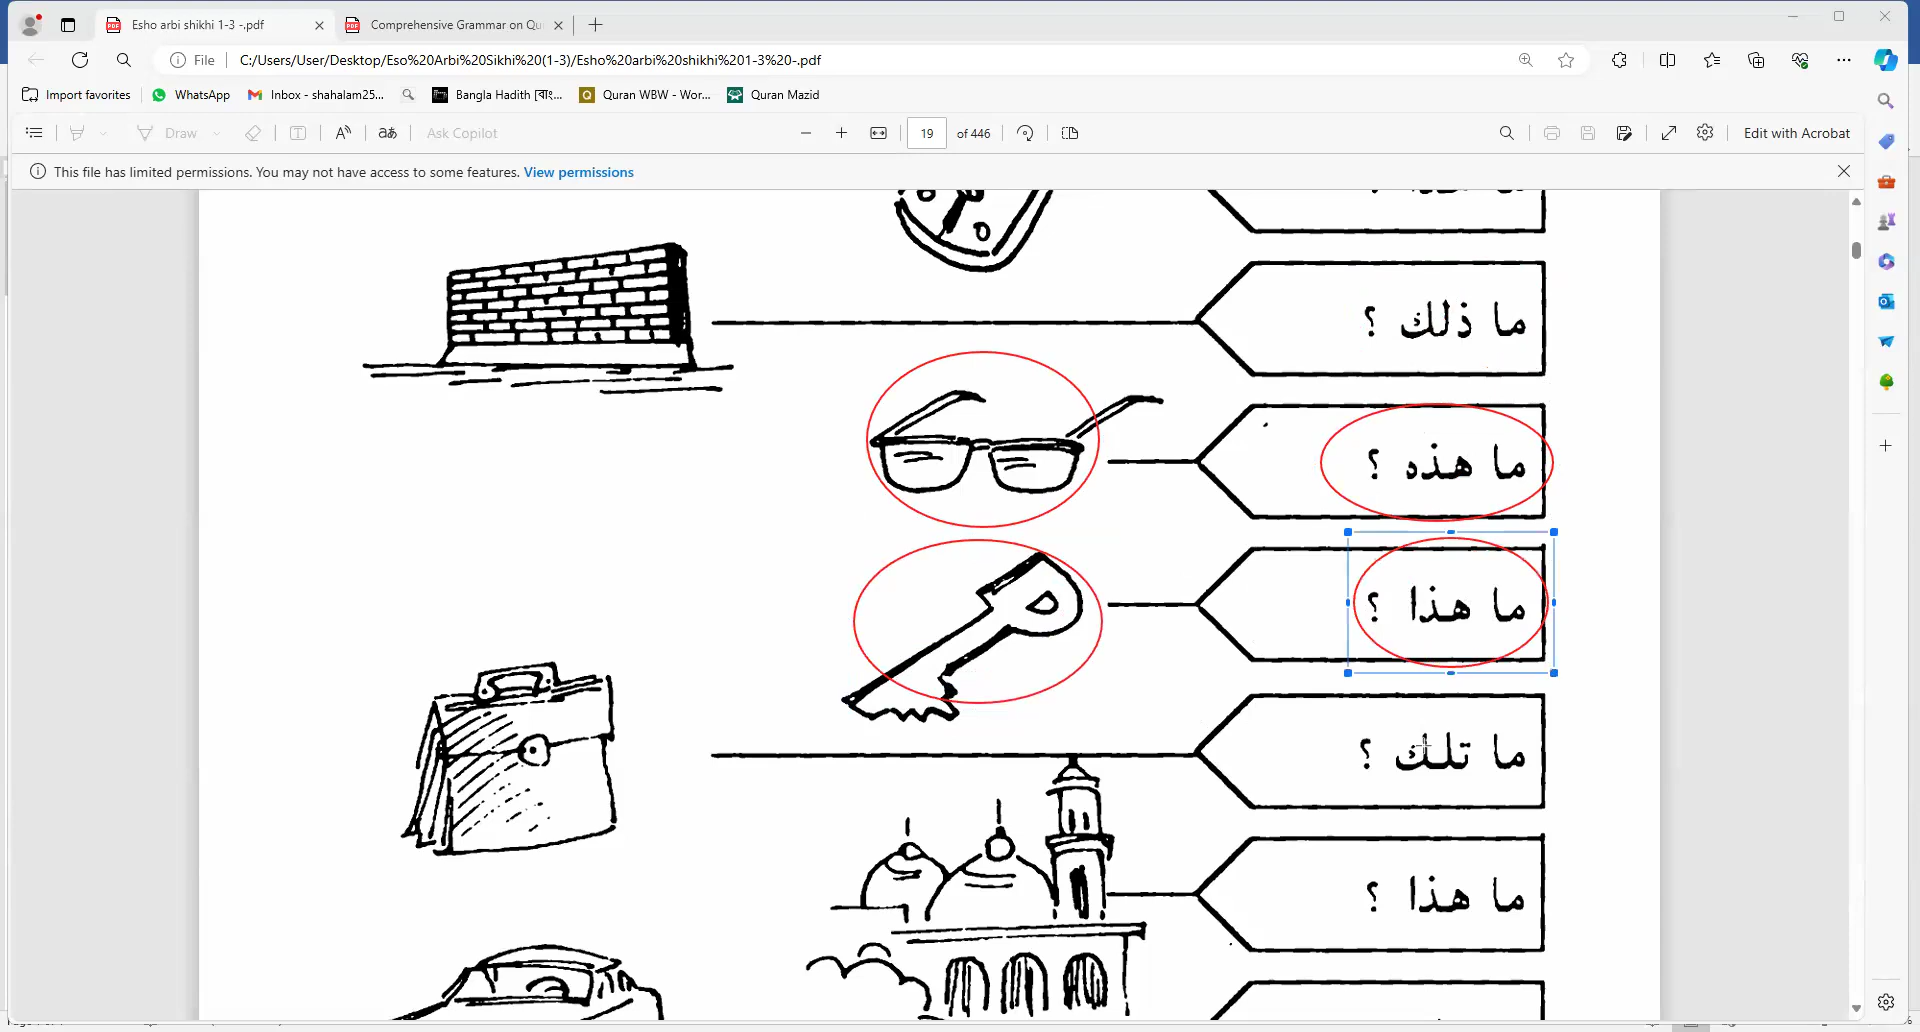 Esho arbi shikhi 1-3 -.pdf
Comprehensive Grammar on Qu
File
C:/Users/User/Desktop/Eso%20Arbi%20Sikhi%20(1-3)/Esho%20arbi%20shikhi%201-3%20-.pdf
Import favorites
WhatsApp
Inbox - shahalam25...
Bangla Hadith [বাং...
Quran WBW - Wor...
Quran Mazid
Draw
Ask Copilot
19 of 446
Edit with Acrobat
This file has limited permissions. You may not have access to some features. View permissions
ما ذلك ؟
ما هذه ؟
ما هذا ؟
ما تلك ؟
ما هذا ؟